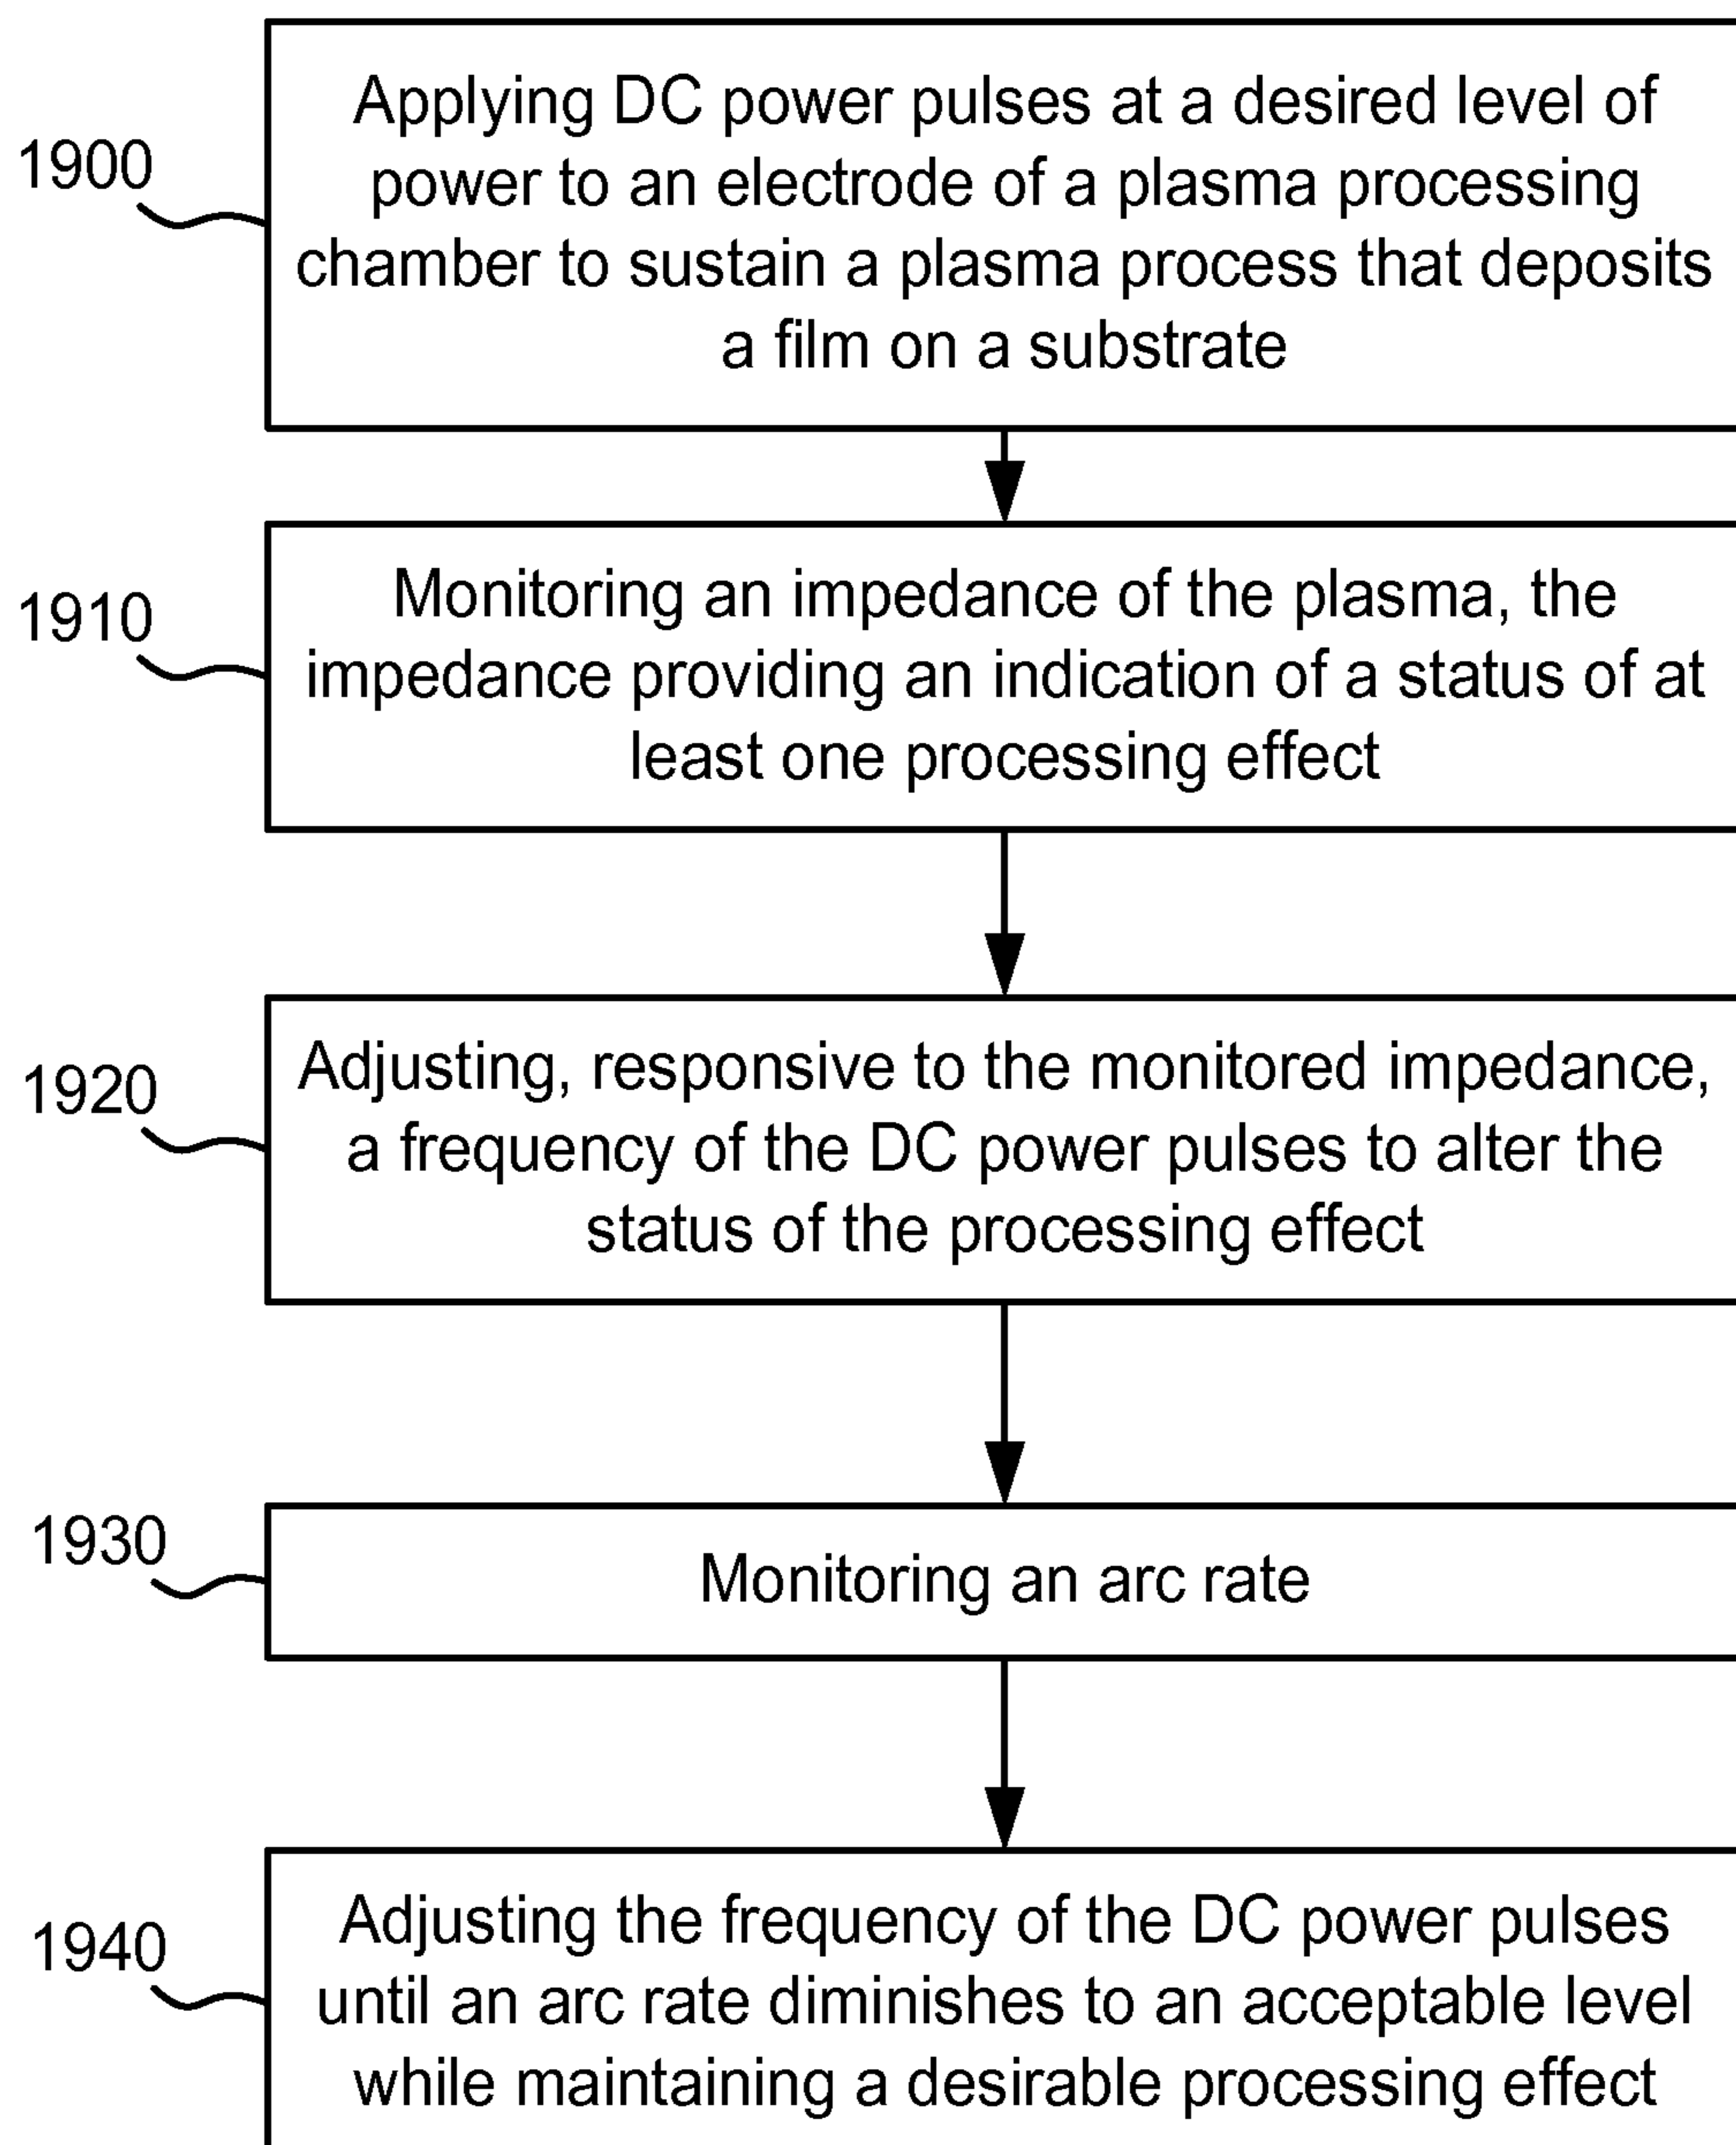 1900
Applying DC power pulses at a desired level of
power to an electrode of a plasma processing
chamber to sustain a plasma process that deposits
a film on a substrate
1910
Monitoring an impedance of the plasma, the
impedance providing an indication of a status of at
least one processing effect
1920
Adjusting, responsive to the monitored impedance,
a frequency of the DC power pulses to alter the
status of the processing effect
1930
Monitoring an arc rate
1940
Adjusting the frequency of the DC power pulses
until an arc rate diminishes to an acceptable level
while maintaining a desirable processing effect